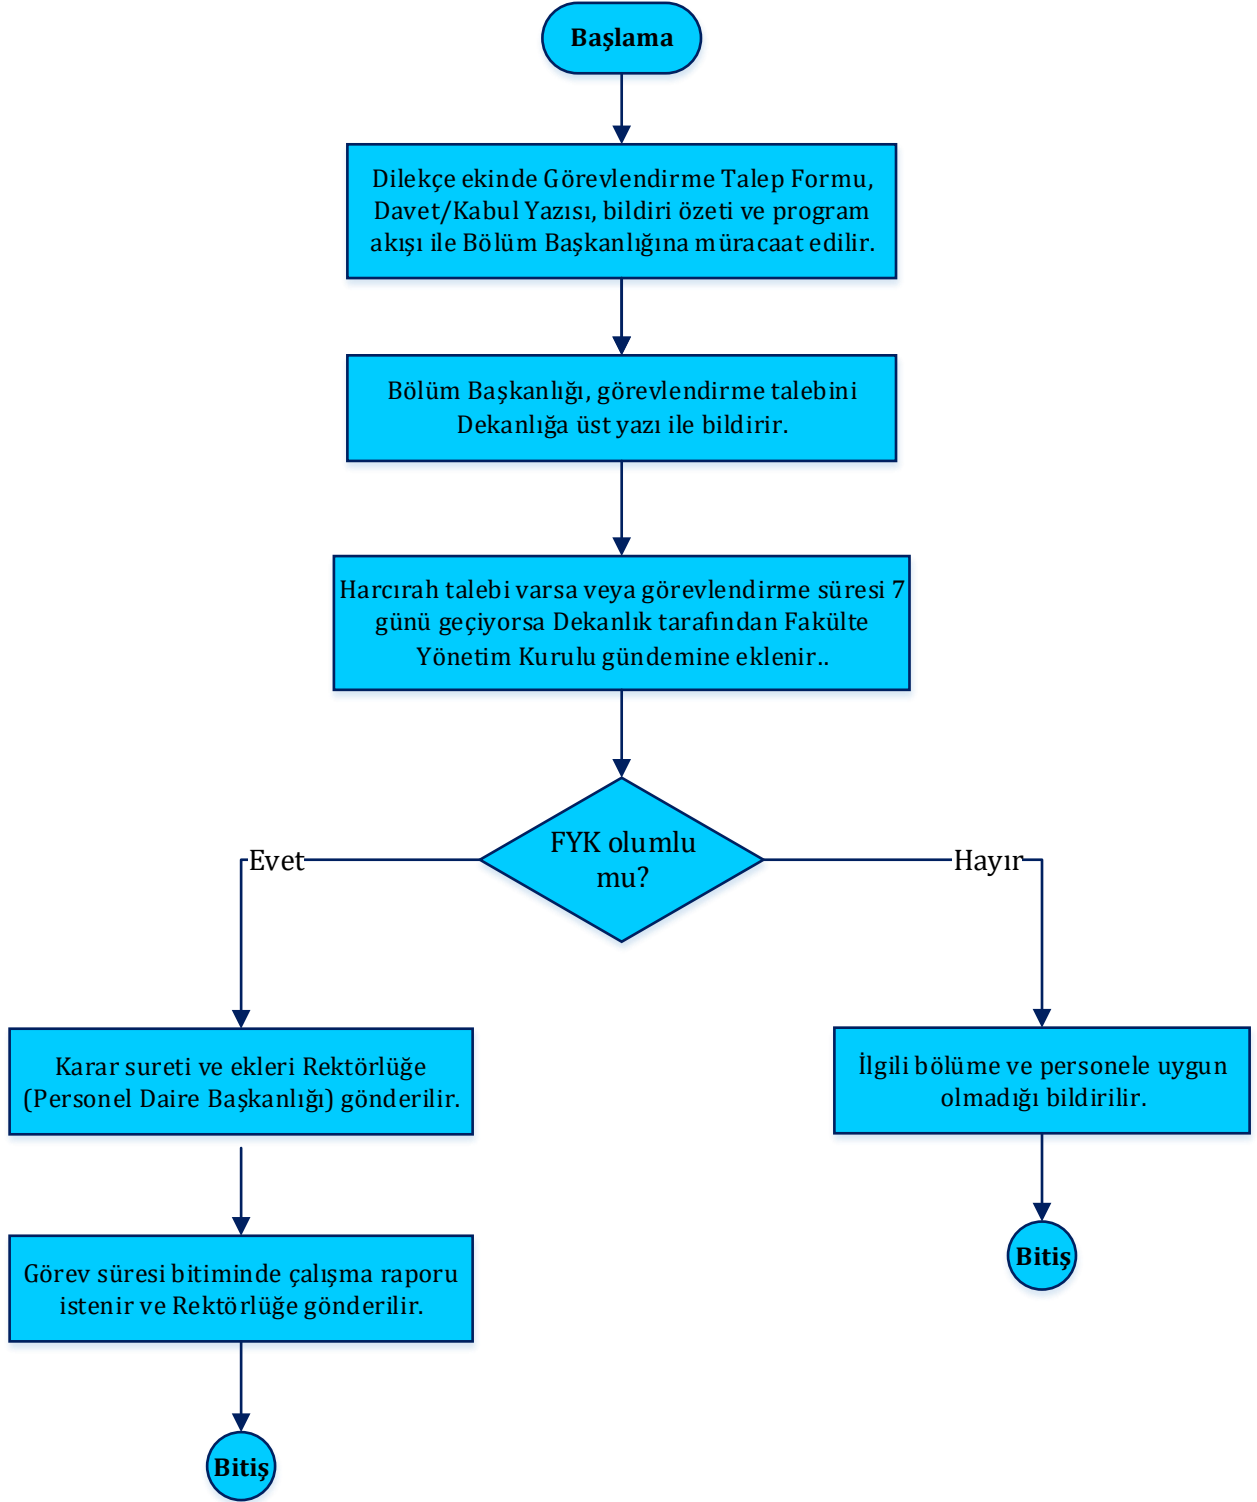 Başlama
Dilekçe ekinde Görevlendirme Talep Formu,
Davet/Kabul Yazısı, bildiri özeti ve program
akışı ile Bölüm Başkanlığına müracaat edilir.
Bölüm Başkanlığı, görevlendirme talebini
Dekanlığa üst yazı ile bildirir.
Harcırah talebi varsa veya görevlendirme süresi 7
günü geçiyorsa Dekanlık tarafından Fakülte
Yönetim Kurulu gündemine eklenir..
FYK olumlu
mu?
Evet
Hayır
Karar sureti ve ekleri Rektörlüğe
(Personel Daire Başkanlığı) gönderilir.
İlgili bölüme ve personele uygun
olmadığı bildirilir.
Görev süresi bitiminde çalışma raporu
istenir ve Rektörlüğe gönderilir.
Bitiş
Bitiş